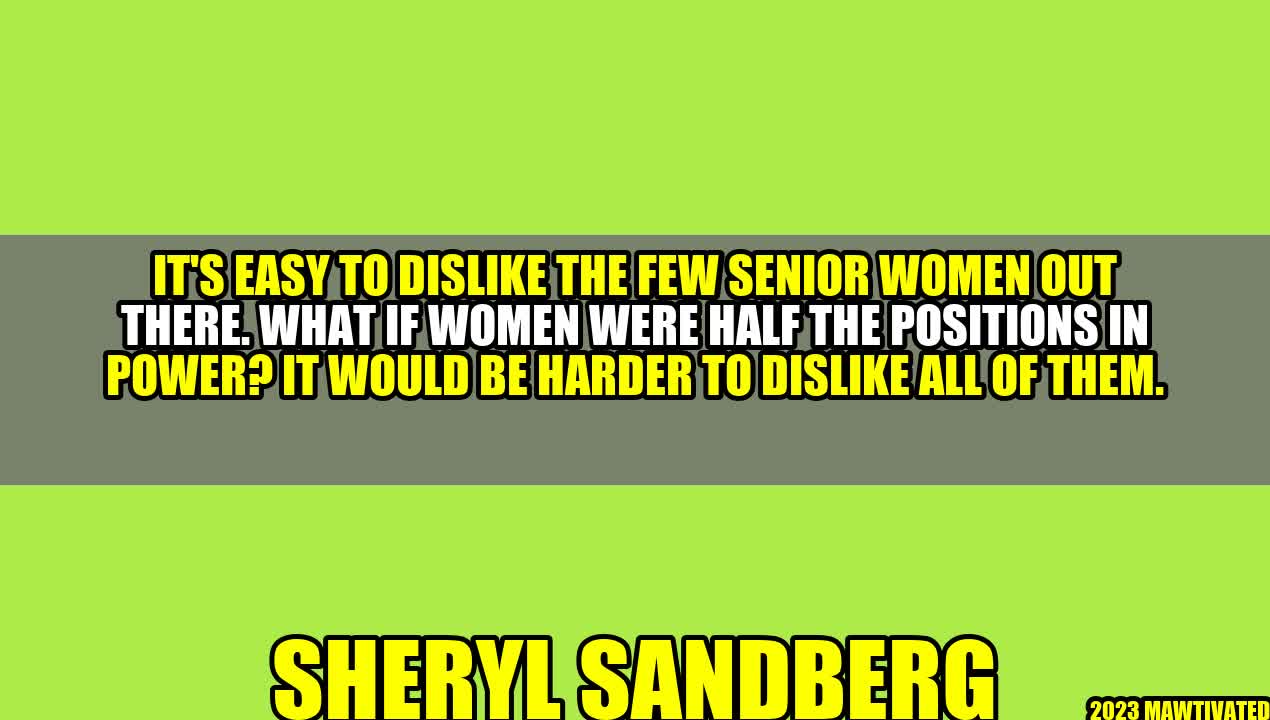 IT'S EASY TO DISLIKE THE FEW SENIOR WOMEN OUT
THERE. WHAT IF WOMEN WERE HALF THE POSITIONS IN
POWER? IT WOULD BE HARDER TO DISLIKE ALL OF THEM.
SHERYL SANDBERG
2023 MAWTIVATED